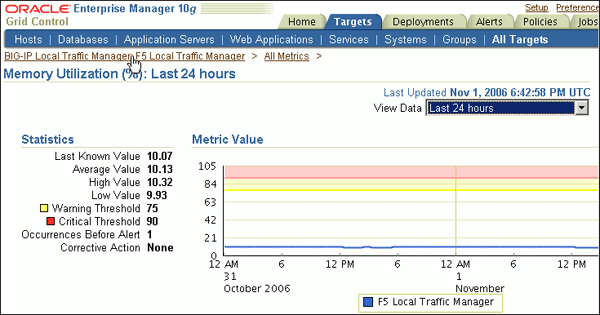 ORACLE Enterprise Manager 10g
Grid Control
Setup Preference
Home Targets Deployments Alerts Policies Jobs
Hosts | Databases | Application Servers | Web Applications | Services | Systems | Groups | All Targets
BIG-IP Local Traffic Manager F5 Local Traffic Manager > All Metrics >
Memory Utilization (%): Last 24 hours
Last Updated Nov 1, 2006 6:42:58 PM UTC
View Data Last 24 hours
Statistics
Last Known Value 10.07
Average Value 10.13
High Value 10.32
Low Value 9.93
Warning Threshold 75
Critical Threshold 90
Occurrences Before Alert 1
Corrective Action None
Metric Value
105
84
63
42
21
0
12 AM 6 12 PM 6 12 AM 6 12 PM
31 1
October 2006 November
F5 Local Traffic Manager